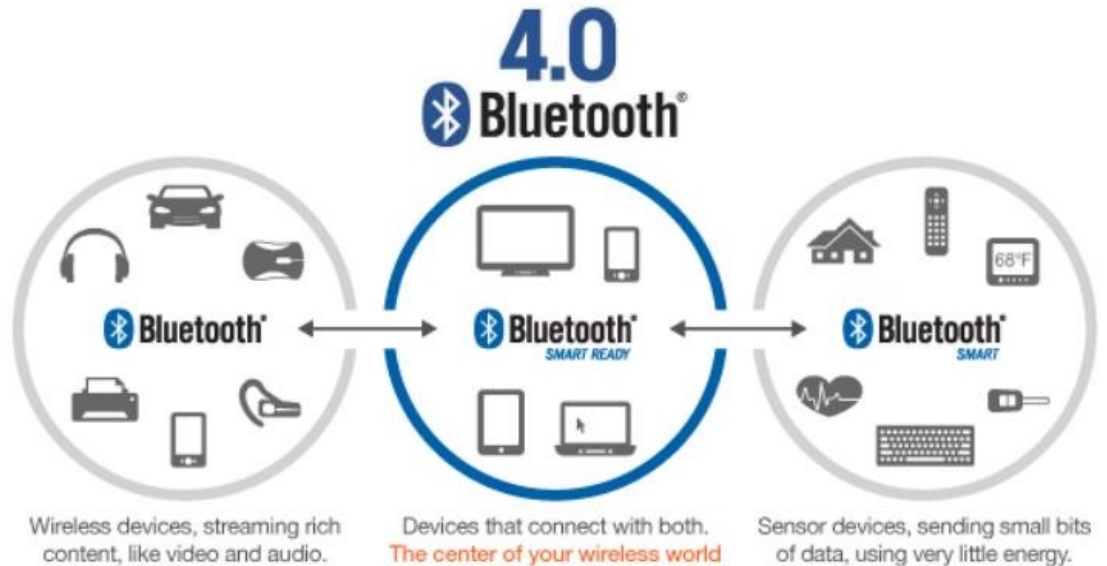 4.0
Bluetooth®
68°F
Bluetooth®
Bluetooth®
SMART READY
Bluetooth®
SMART
Wireless devices, streaming rich
content, like video and audio.
Devices that connect with both.
The center of your wireless world
Sensor devices, sending small bits
of data, using very little energy.